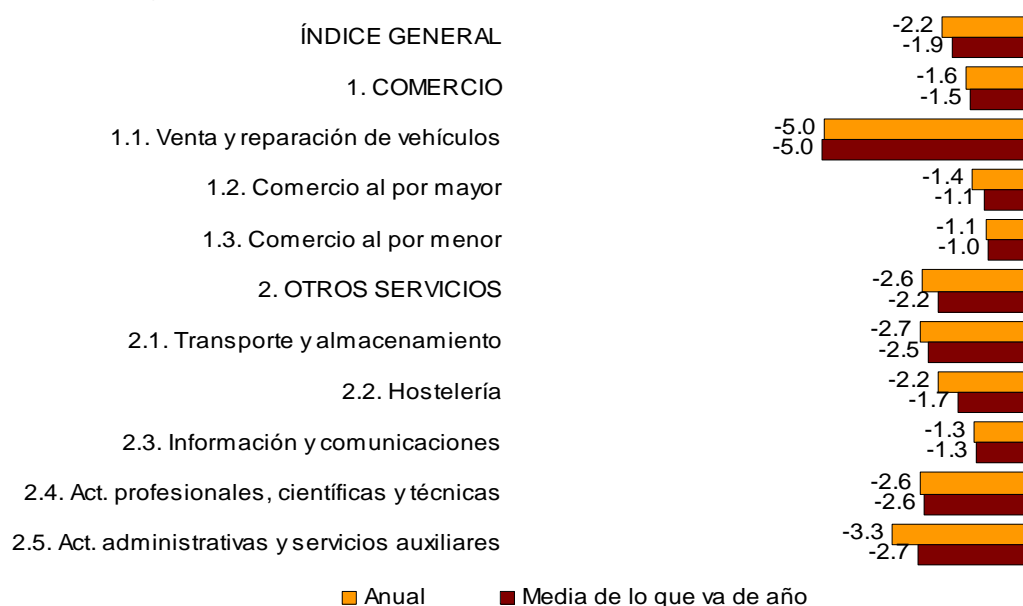 ÍNDICE GENERAL -2.2 -1.9
1. COMERCIO -1.6 -1.5
1.1. Venta y reparación de vehículos -5.0 -5.0
1.2. Comercio al por mayor -1.4 -1.1
1.3. Comercio al por menor -1.1 -1.0
2. OTROS SERVICIOS -2.6 -2.2
2.1. Transporte y almacenamiento -2.7 -2.5
2.2. Hostelería -2.2 -1.7
2.3. Información y comunicaciones -1.3 -1.3
2.4. Act. profesionales, científicas y técnicas -2.6 -2.6
2.5. Act. administrativas y servicios auxiliares -3.3 -2.7
Anual Media de lo que va de año